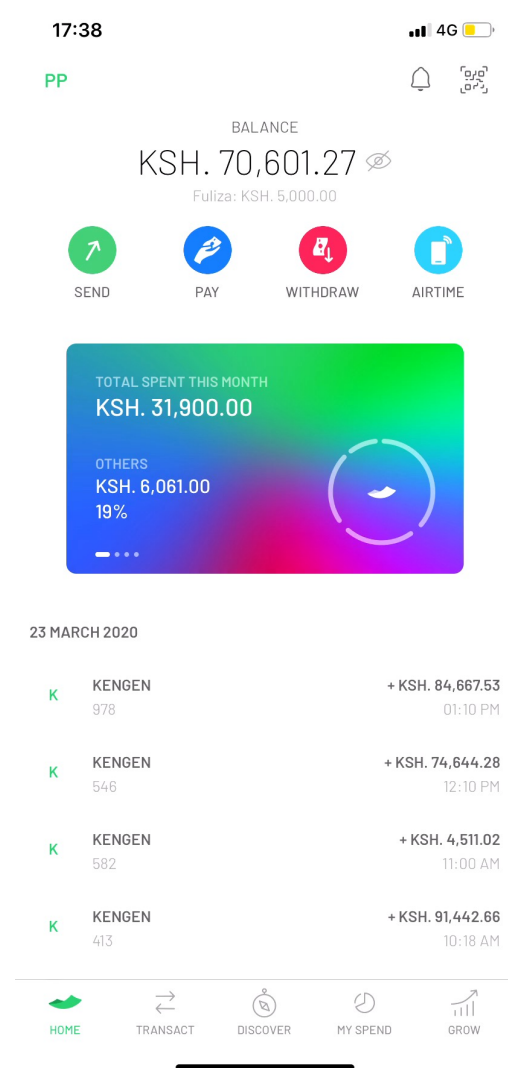 17:38
4G
PP
BALANCE
KSH. 70,601.27
Fuliza: KSH. 5,000.00
SEND PAY WITHDRAW AIRTIME
TOTAL SPENT THIS MONTH
KSH. 31,900.00
OTHERS
KSH. 6,061.00
19%
23 MARCH 2020
K KENGEN + KSH. 84,667.53
978 01:10 PM
K KENGEN + KSH. 74,644.28
546 12:10 PM
K KENGEN + KSH. 4,511.02
582 11:00 AM
K KENGEN + KSH. 91,442.66
413 10:18 AM
HOME TRANSACT DISCOVER MY SPEND GROW